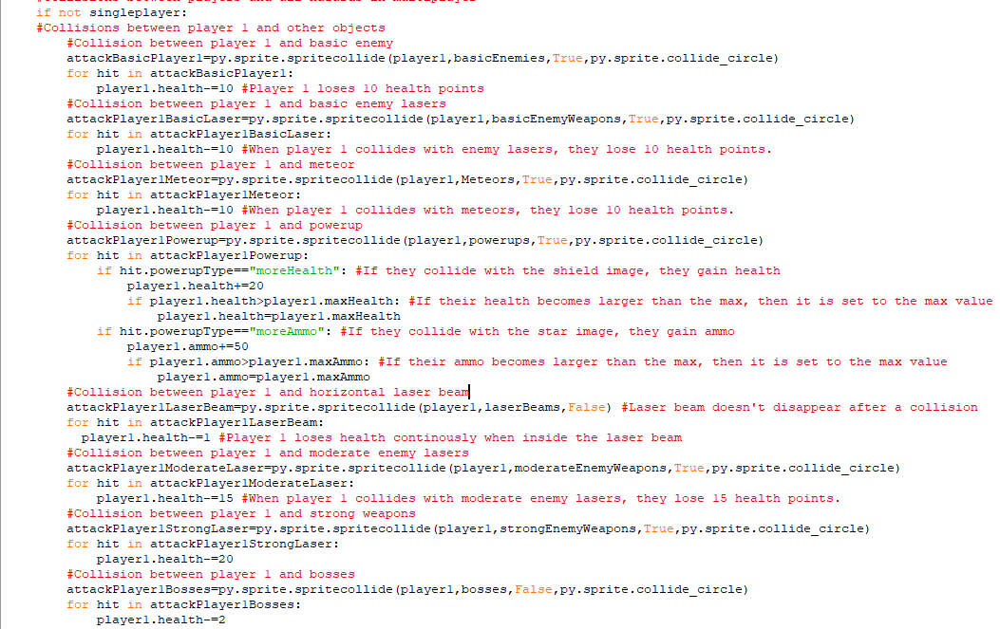 if not singleplayer:
#Collisions between player 1 and other objects
#Collision between player 1 and basic enemy
attackBasicPlayer1=py.sprite.spritecollide(player1,basicEnemies,True,py.sprite.collide_circle)
for hit in attackBasicPlayer1:
player1.health-=10 #Player 1 loses 10 health points
#Collision between player 1 and basic enemy lasers
attackPlayer1BasicLaser=py.sprite.spritecollide(player1,basicEnemyWeapons,True,py.sprite.collide_circle)
for hit in attackPlayer1BasicLaser:
player1.health-=10 #When player 1 collides with enemy lasers, they lose 10 health points.
#Collision between player 1 and meteor
attackPlayer1Meteor=py.sprite.spritecollide(player1,Meteors,True,py.sprite.collide_circle)
for hit in attackPlayer1Meteor:
player1.health-=10 #When player 1 collides with meteors, they lose 10 health points.
#Collision between player 1 and powerup
attackPlayer1Powerup=py.sprite.spritecollide(player1,powerups,True,py.sprite.collide_circle)
for hit in attackPlayer1Powerup:
if hit.powerupType=="moreHealth": #If they collide with the shield image, they gain health
player1.health+=20
if player1.health>player1.maxHealth: #If their health becomes larger than the max, then it is set to the max value
player1.health=player1.maxHealth
if hit.powerupType=="moreAmmo": #If they collide with the star image, they gain ammo
player1.ammo+=50
if player1.ammo>player1.maxAmmo: #If their ammo becomes larger than the max, then it is set to the max value
player1.ammo=player1.maxAmmo
#Collision between player 1 and horizontal laser beam
attackPlayer1LaserBeam=py.sprite.spritecollide(player1,laserBeams,False) #Laser beam doesn't disappear after a collision
for hit in attackPlayer1LaserBeam:
player1.health-=1 #Player 1 loses health continously when inside the laser beam
#Collision between player 1 and moderate enemy lasers
attackPlayer1ModerateLaser=py.sprite.spritecollide(player1,moderateEnemyWeapons,True,py.sprite.collide_circle)
for hit in attackPlayer1ModerateLaser:
player1.health-=15 #When player 1 collides with moderate enemy lasers, they lose 15 health points.
#Collision between player 1 and strong weapons
attackPlayer1StrongLaser=py.sprite.spritecollide(player1,strongEnemyWeapons,True,py.sprite.collide_circle)
for hit in attackPlayer1StrongLaser:
player1.health-=20
#Collision between player 1 and bosses
attackPlayer1Bosses=py.sprite.spritecollide(player1,bosses,False,py.sprite.collide_circle)
for hit in attackPlayer1Bosses:
player1.health-=2